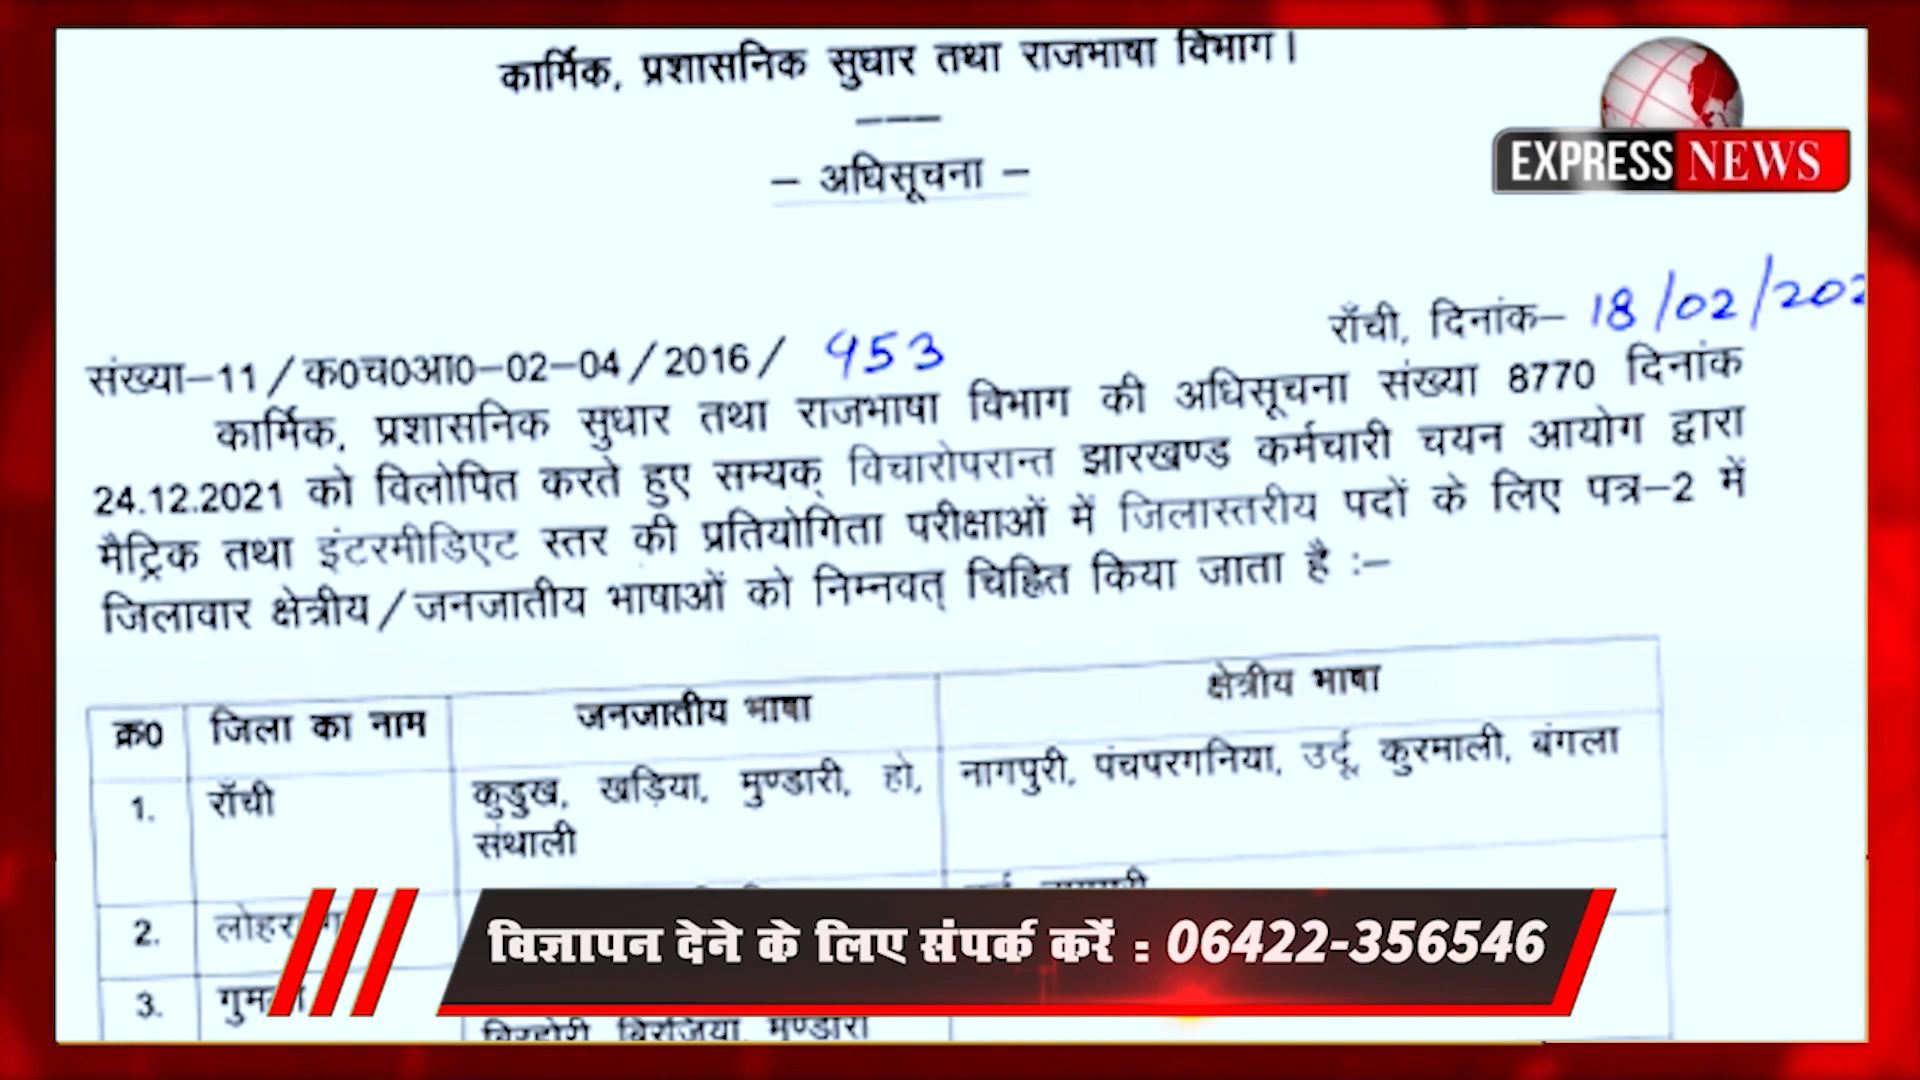 कार्मिक, प्रशासनिक सुधार तथा राजभाषा विभाग।
– अधिसूचना –
EXPRESS NEWS
राँची, दिनांक– 18/02/202
संख्या–11/क0च0आ0–02–04/2016/ 953
कार्मिक, प्रशासनिक सुधार तथा राजभाषा विभाग की अधिसूचना संख्या 8770 दिनांक
24.12.2021 को विलोपित करते हुए सम्यक् विचारोपरान्त झारखण्ड कर्मचारी चयन आयोग द्वारा
मैट्रिक तथा इंटरमीडिएट स्तर की प्रतियोगिता परीक्षाओं में जिलास्तरीय पदों के लिए पत्र–2 में
जिलावार क्षेत्रीय/जनजातीय भाषाओं को निम्नवत् चिह्नित किया जाता है :–
क्र0 जिला का नाम जनजातीय भाषा क्षेत्रीय भाषा
1. राँची कुडुख, खड़िया, मुण्डारी, हो, नागपुरी, पंचपरगनिया, उर्दू, कुरमाली, बंगला
संथाली
2.
3.
बिरहोरी, बिरजिया, मुण्डारी
विज्ञापन देने के लिए संपर्क करें : 06422-356546